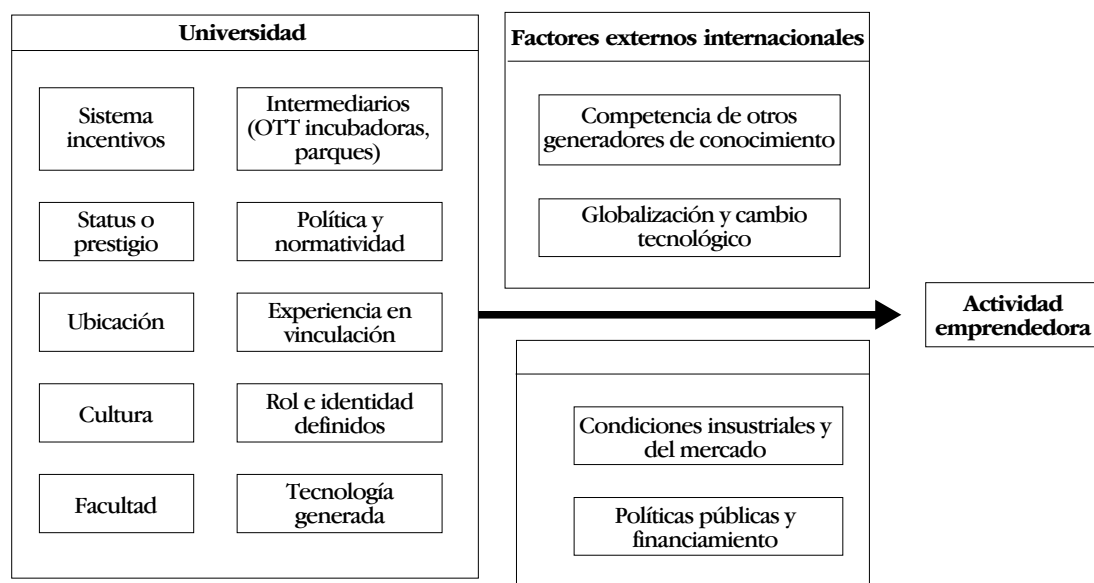 Universidad
Sistema
incentivos
Intermediarios
(OTT incubadoras,
parques)
Status o
prestigio
Política y
normatividad
Ubicación
Experiencia en
vinculación
Cultura
Rol e identidad
definidos
Facultad
Tecnología
generada
Factores externos internacionales
Competencia de otros
generadores de conocimiento
Globalización y cambio
tecnológico
Condiciones insustriales y
del mercado
Políticas públicas y
financiamiento
Actividad
emprendedora